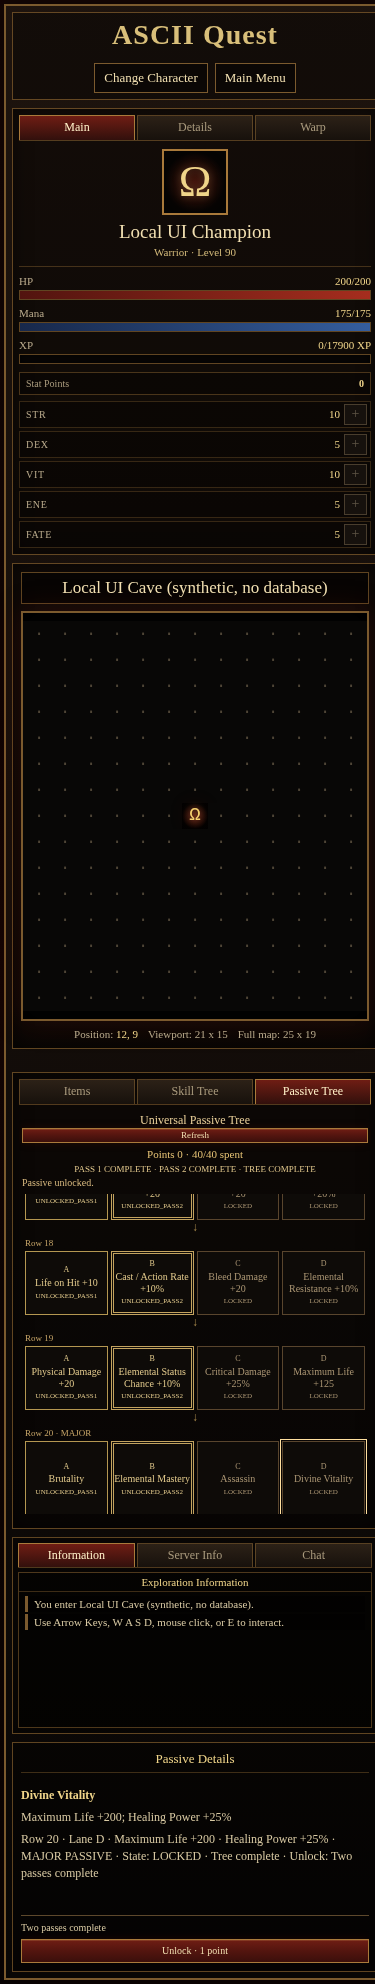 ASCII Quest
Change Character Main Menu
Main Details Warp
Ω
Local UI Champion
Warrior · Level 90
HP 200/200
Mana 175/175
XP 0/17900 XP
Stat Points 0
STR 10 +
DEX 5 +
VIT 10 +
ENE 5 +
FATE 5 +
Local UI Cave (synthetic, no database)
Ω
Position: 12, 9 Viewport: 21 x 15 Full map: 25 x 19
Items Skill Tree Passive Tree
Universal Passive Tree
Refresh
Points 0 · 40/40 spent
PASS 1 COMPLETE · PASS 2 COMPLETE · TREE COMPLETE
Passive unlocked.
UNLOCKED_PASS1 UNLOCKED_PASS2 LOCKED LOCKED
↓
Row 18
A B C D
Life on Hit +10 Cast / Action Rate +10% Bleed Damage +20 Elemental Resistance +10%
UNLOCKED_PASS1 UNLOCKED_PASS2 LOCKED LOCKED
↓
Row 19
A B C D
Physical Damage +20 Elemental Status Chance +10% Critical Damage +25% Maximum Life +125
UNLOCKED_PASS1 UNLOCKED_PASS2 LOCKED LOCKED
↓
Row 20 · MAJOR
A B C D
Brutality Elemental Mastery Assassin Divine Vitality
UNLOCKED_PASS1 UNLOCKED_PASS2 LOCKED LOCKED
Information Server Info Chat
Exploration Information
You enter Local UI Cave (synthetic, no database).
Use Arrow Keys, W A S D, mouse click, or E to interact.
Passive Details
Divine Vitality
Maximum Life +200; Healing Power +25%
Row 20 · Lane D · Maximum Life +200 · Healing Power +25% ·
MAJOR PASSIVE · State: LOCKED · Tree complete · Unlock: Two
passes complete
Two passes complete
Unlock · 1 point